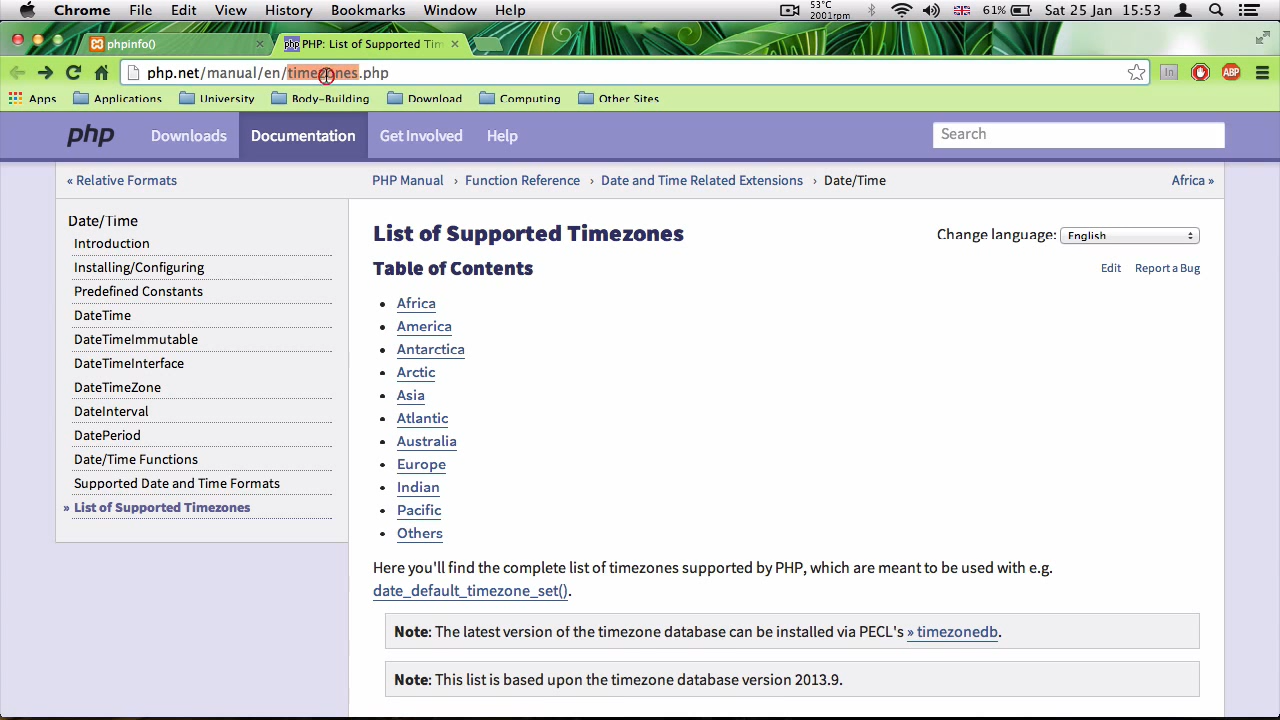 Chrome File Edit View History Bookmarks Window Help 53°C 2001rpm 61% Sat 25 Jan 15:53
phpinfo() PHP: List of Supported Tim
php.net/manual/en/timezones.php In ABP
Apps Applications University Body-Building Download Computing Other Sites
php Downloads Documentation Get Involved Help Search
« Relative Formats PHP Manual › Function Reference › Date and Time Related Extensions › Date/Time Africa »
Date/Time
Introduction
Installing/Configuring
Predefined Constants
DateTime
DateTimeImmutable
DateTimeInterface
DateTimeZone
DateInterval
DatePeriod
Date/Time Functions
Supported Date and Time Formats
» List of Supported Timezones
List of Supported Timezones
Change language: English
Table of Contents
Edit Report a Bug
• Africa
• America
• Antarctica
• Arctic
• Asia
• Atlantic
• Australia
• Europe
• Indian
• Pacific
• Others
Here you'll find the complete list of timezones supported by PHP, which are meant to be used with e.g.
date_default_timezone_set().
Note: The latest version of the timezone database can be installed via PECL's » timezonedb.
Note: This list is based upon the timezone database version 2013.9.